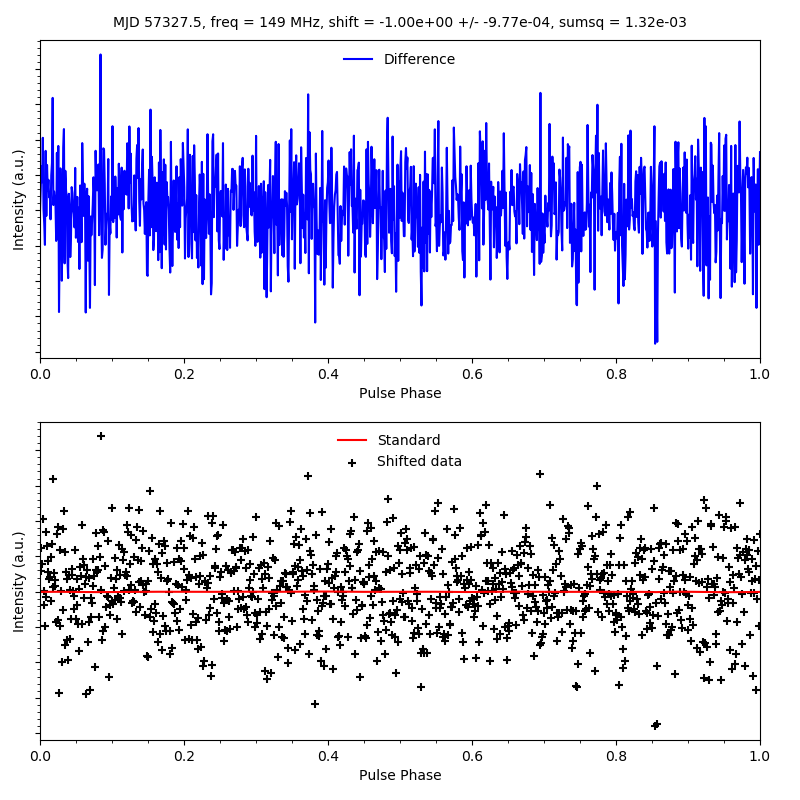 MJD 57327.5, freq = 149 MHz, shift = -1.00e+00 +/- -9.77e-04, sumsq = 1.32e-03
Difference
Intensity (a.u.)
0.0 0.2 0.4 0.6 0.8 1.0
Pulse Phase
Standard
Shifted data
Intensity (a.u.)
0.0 0.2 0.4 0.6 0.8 1.0
Pulse Phase